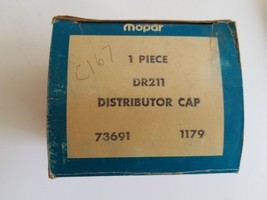 mopar
C167
1 PIECE
DR211
DISTRIBUTOR CAP
73691 1179